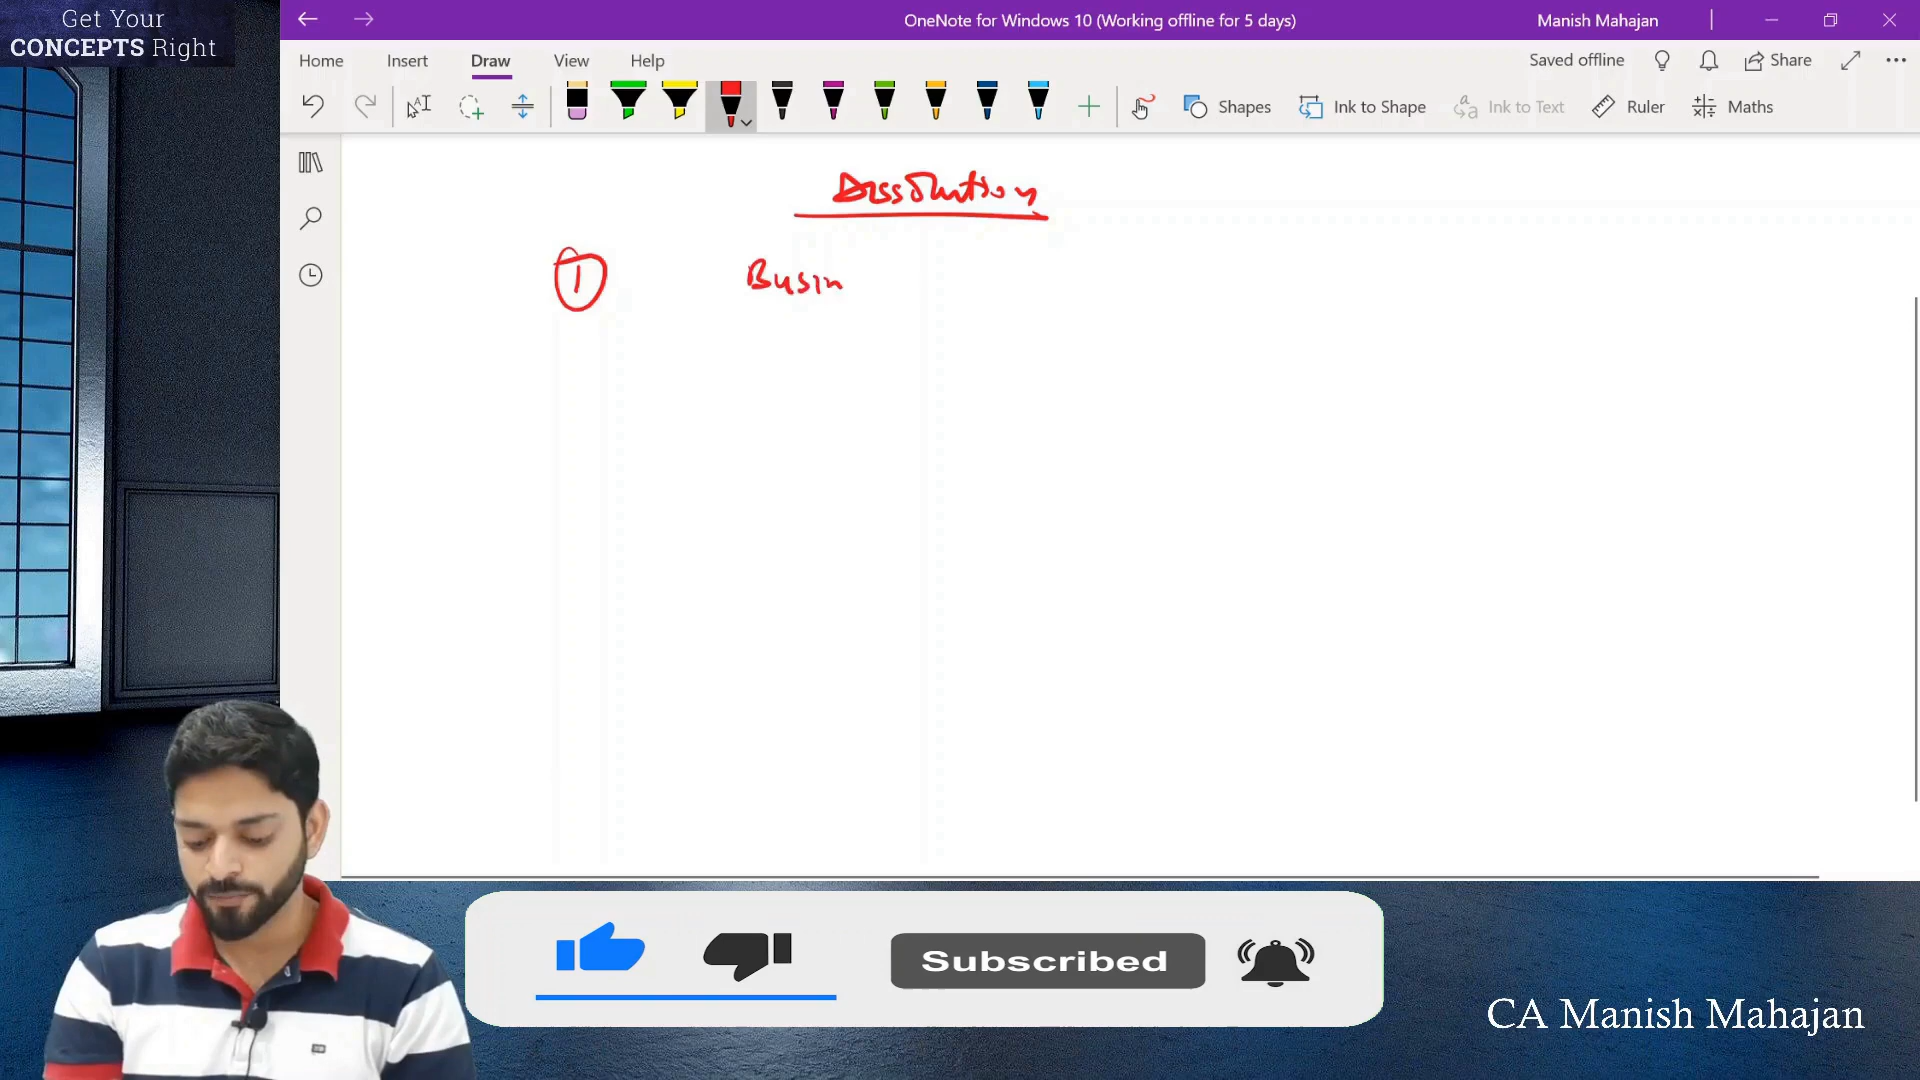 Get Your
CONCEPTS Right
OneNote for Windows 10 (Working offline for 5 days)
Manish Mahajan
Home Insert Draw View Help
Saved offline
Share
Shapes
Ink to Shape
Ink to Text
Ruler
Maths
Dissolution
1 Busin
Subscribed
CA Manish Mahajan